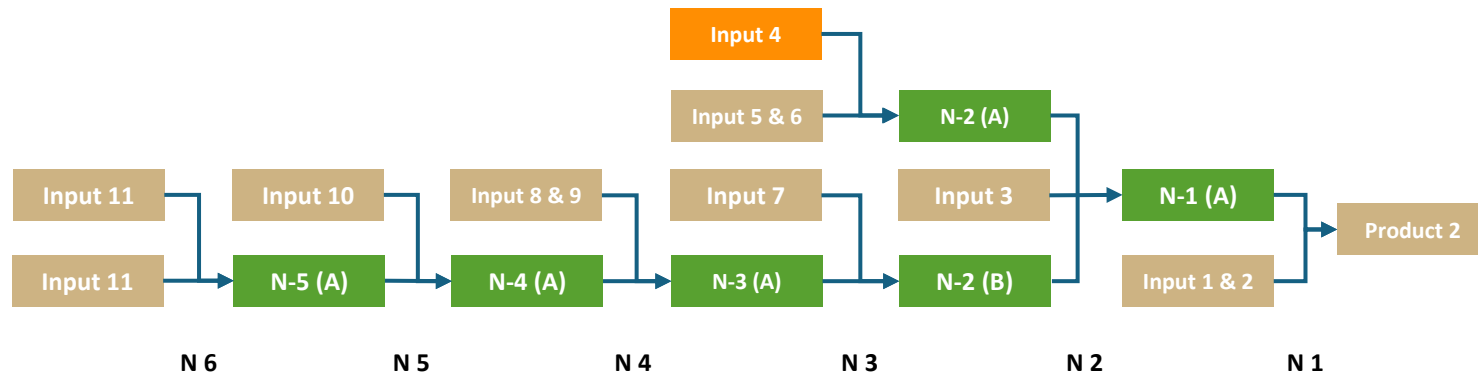 Input 4
Input 5 & 6
N-2 (A)
Input 11
Input 10
Input 8 & 9
Input 7
Input 3
N-1 (A)
Product 2
Input 11
N-5 (A)
N-4 (A)
N-3 (A)
N-2 (B)
Input 1 & 2
N 6
N 5
N 4
N 3
N 2
N 1